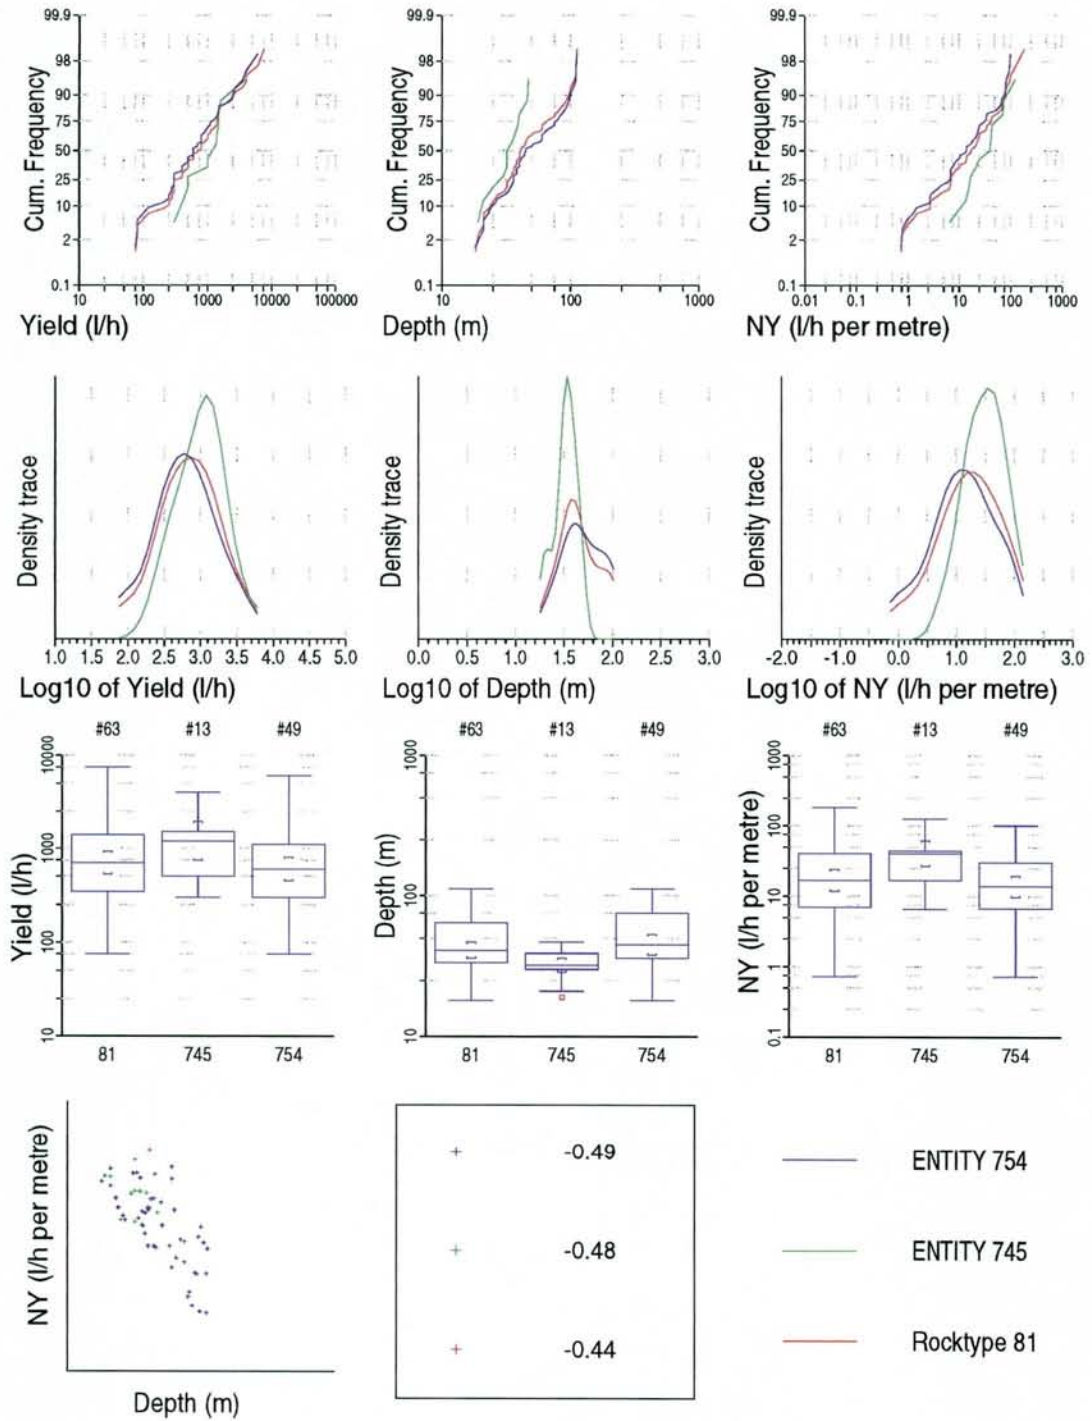 99.9
98
90
75
50
25
10
2
0.1
Cum. Frequency
10 100 1000 10000 100000
Yield (l/h)
99.9
98
90
75
50
25
10
2
0.1
Cum. Frequency
10 100 1000
Depth (m)
99.9
98
90
75
50
25
10
2
0.1
Cum. Frequency
0.01 0.1 1 10 100 1000
NY (l/h per metre)
Density trace
1.0 1.5 2.0 2.5 3.0 3.5 4.0 4.5 5.0
Log10 of Yield (l/h)
Density trace
0.0 0.5 1.0 1.5 2.0 2.5 3.0
Log10 of Depth (m)
Density trace
-2.0 -1.0 0.0 1.0 2.0 3.0
Log10 of NY (l/h per metre)
#63 #13 #49
10000
1000
100
10
Yield (l/h)
81 745 754
#63 #13 #49
1000
100
10
Depth (m)
81 745 754
#63 #13 #49
1000
100
10
1
0.1
NY (l/h per metre)
81 745 754
NY (l/h per metre)
Depth (m)
-0.49
-0.48
-0.44
ENTITY 754
ENTITY 745
Rocktype 81